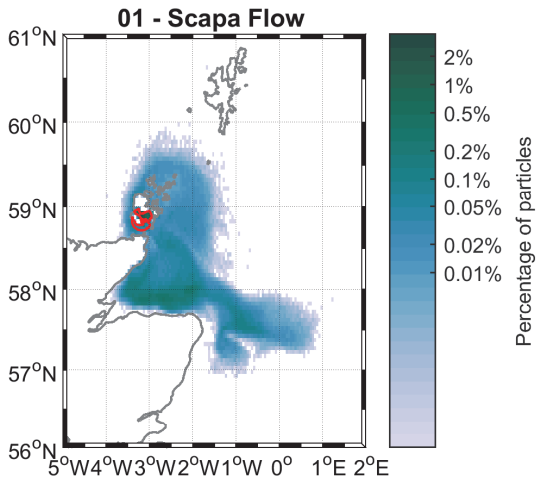 01 - Scapa Flow
61°N
60°N
59°N
58°N
57°N
56°N
5°W4°W3°W2°W1°W 0° 1°E 2°E
2%
1%
0.5%
0.2%
0.1%
0.05%
0.02%
0.01%
Percentage of particles